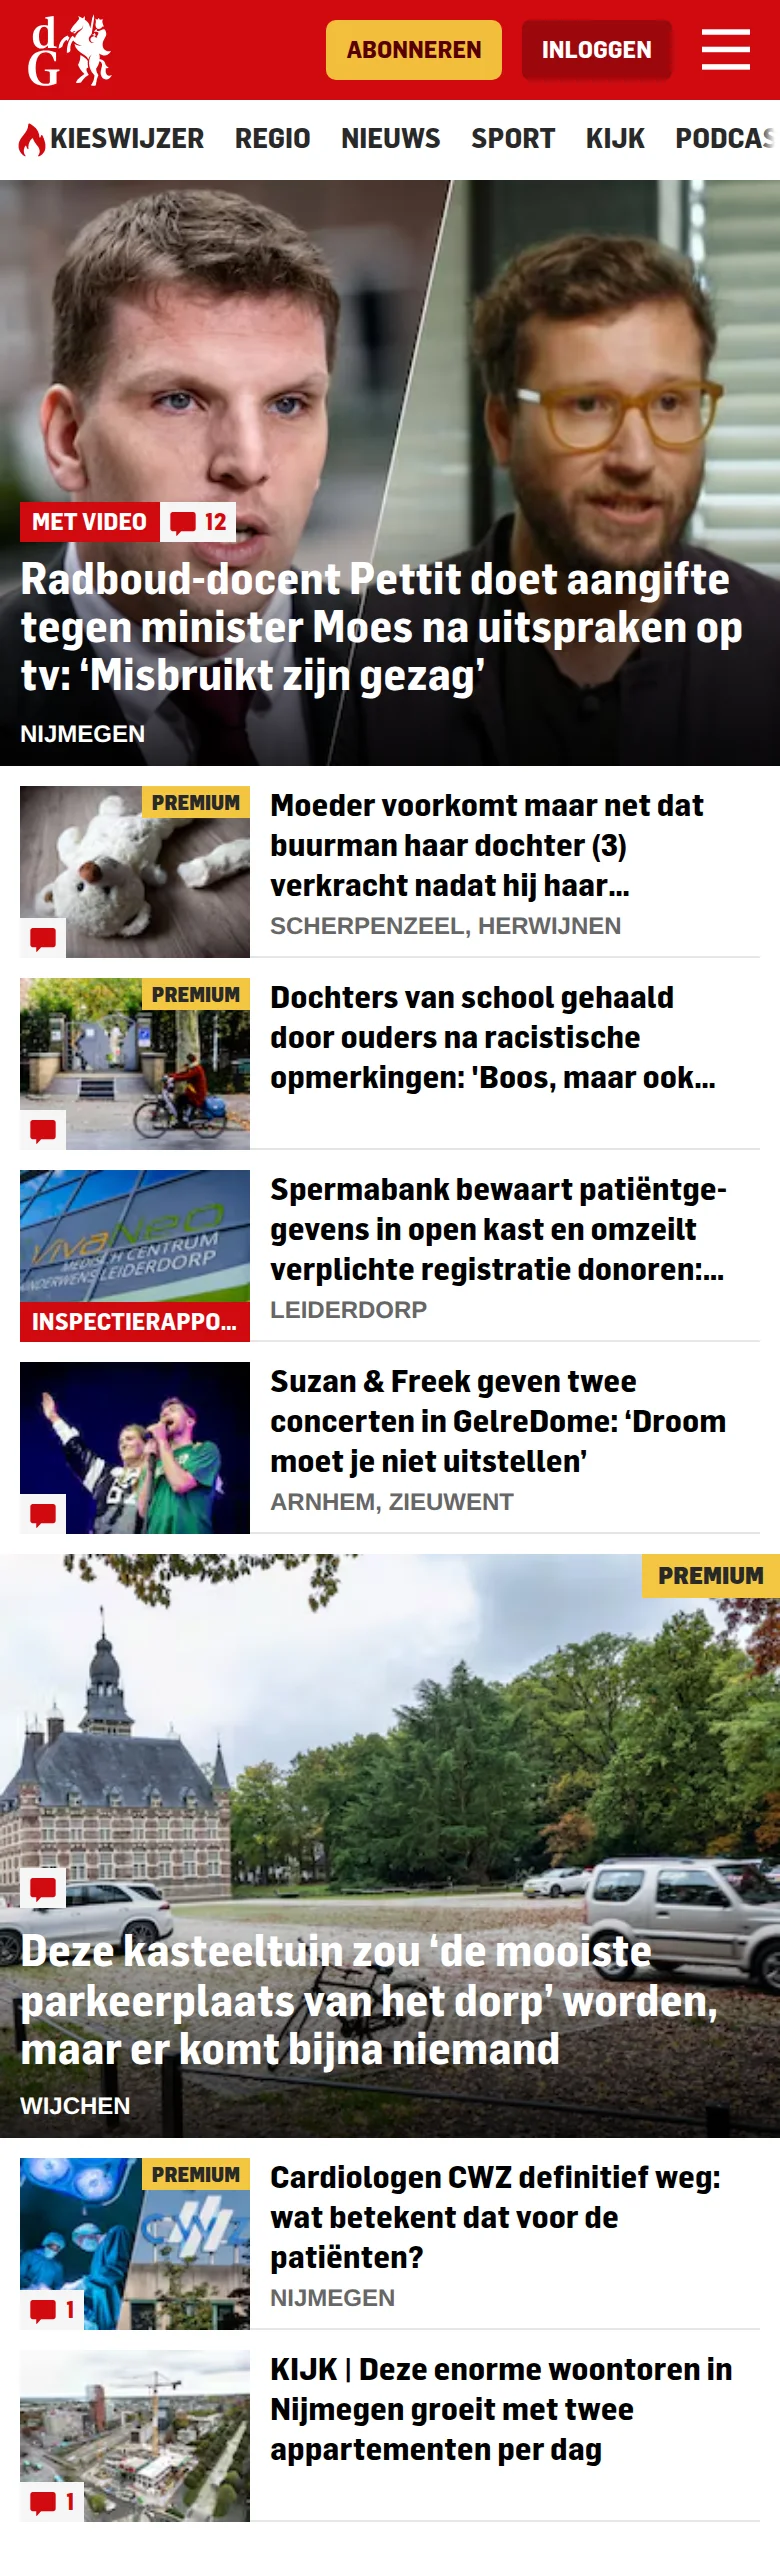 dG
ABONNEREN
INLOGGEN
KIESWIJZER REGIO NIEUWS SPORT KIJK PODCAS
MET VIDEO 12
Radboud-docent Pettit doet aangifte
tegen minister Moes na uitspraken op
tv: ‘Misbruikt zijn gezag’
NIJMEGEN
PREMIUM
Moeder voorkomt maar net dat
buurman haar dochter (3)
verkracht nadat hij haar...
SCHERPENZEEL, HERWIJNEN
PREMIUM
Dochters van school gehaald
door ouders na racistische
opmerkingen: 'Boos, maar ook...
VivaNeo
MEDISCH CENTRUM
KINDERWENS LEIDERDORP
INSPECTIERAPPO...
Spermabank bewaart patiëntge-
gevens in open kast en omzeilt
verplichte registratie donoren:...
LEIDERDORP
Suzan & Freek geven twee
concerten in GelreDome: ‘Droom
moet je niet uitstellen’
ARNHEM, ZIEUWENT
PREMIUM
Deze kasteeltuin zou ‘de mooiste
parkeerplaats van het dorp’ worden,
maar er komt bijna niemand
WIJCHEN
PREMIUM
CWZ
1
Cardiologen CWZ definitief weg:
wat betekent dat voor de
patiënten?
NIJMEGEN
1
KIJK | Deze enorme woontoren in
Nijmegen groeit met twee
appartementen per dag